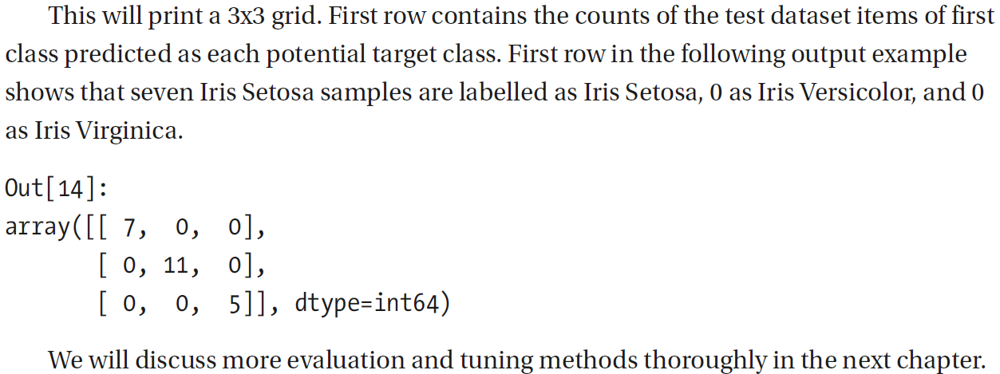 This will print a 3x3 grid. First row contains the counts of the test dataset items of first
class predicted as each potential target class. First row in the following output example
shows that seven Iris Setosa samples are labelled as Iris Setosa, 0 as Iris Versicolor, and 0
as Iris Virginica.
Out[14]:
array([[ 7,  0,  0],
       [ 0, 11,  0],
       [ 0,  0,  5]], dtype=int64)
We will discuss more evaluation and tuning methods thoroughly in the next chapter.